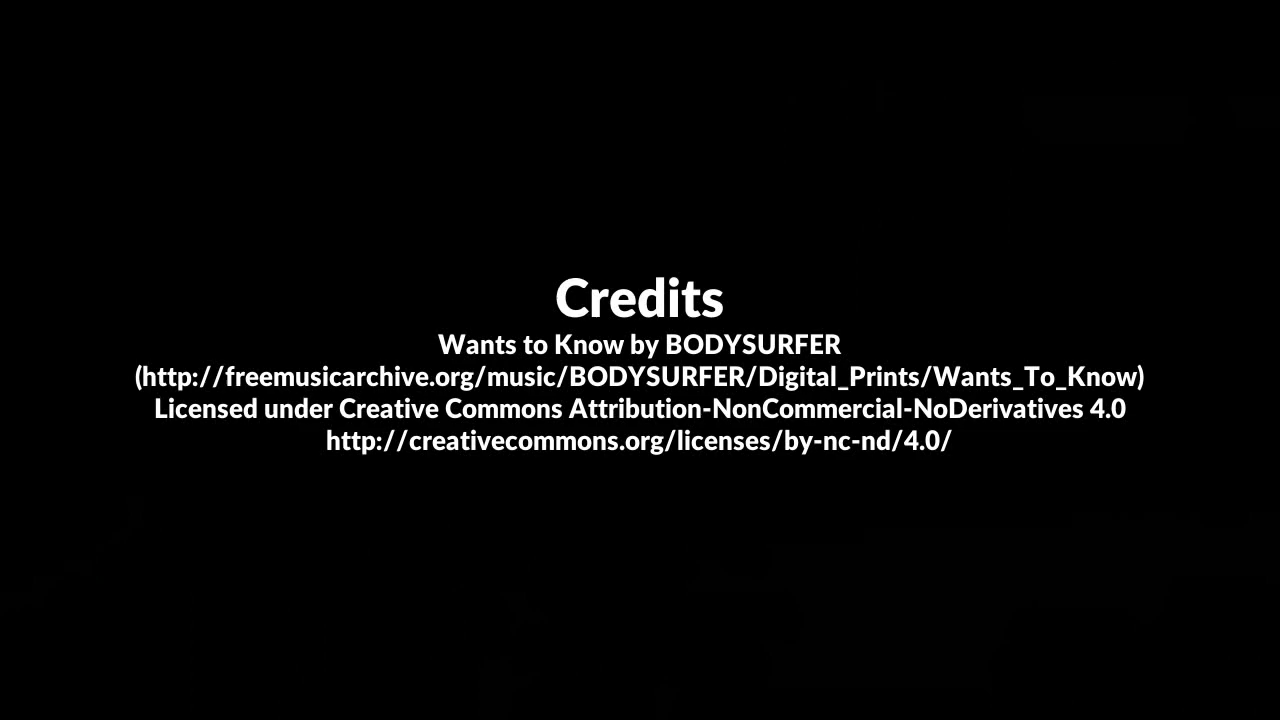 Credits
Wants to Know by BODYSURFER
(http://freemusicarchive.org/music/BODYSURFER/Digital_Prints/Wants_To_Know)
Licensed under Creative Commons Attribution-NonCommercial-NoDerivatives 4.0
http://creativecommons.org/licenses/by-nc-nd/4.0/